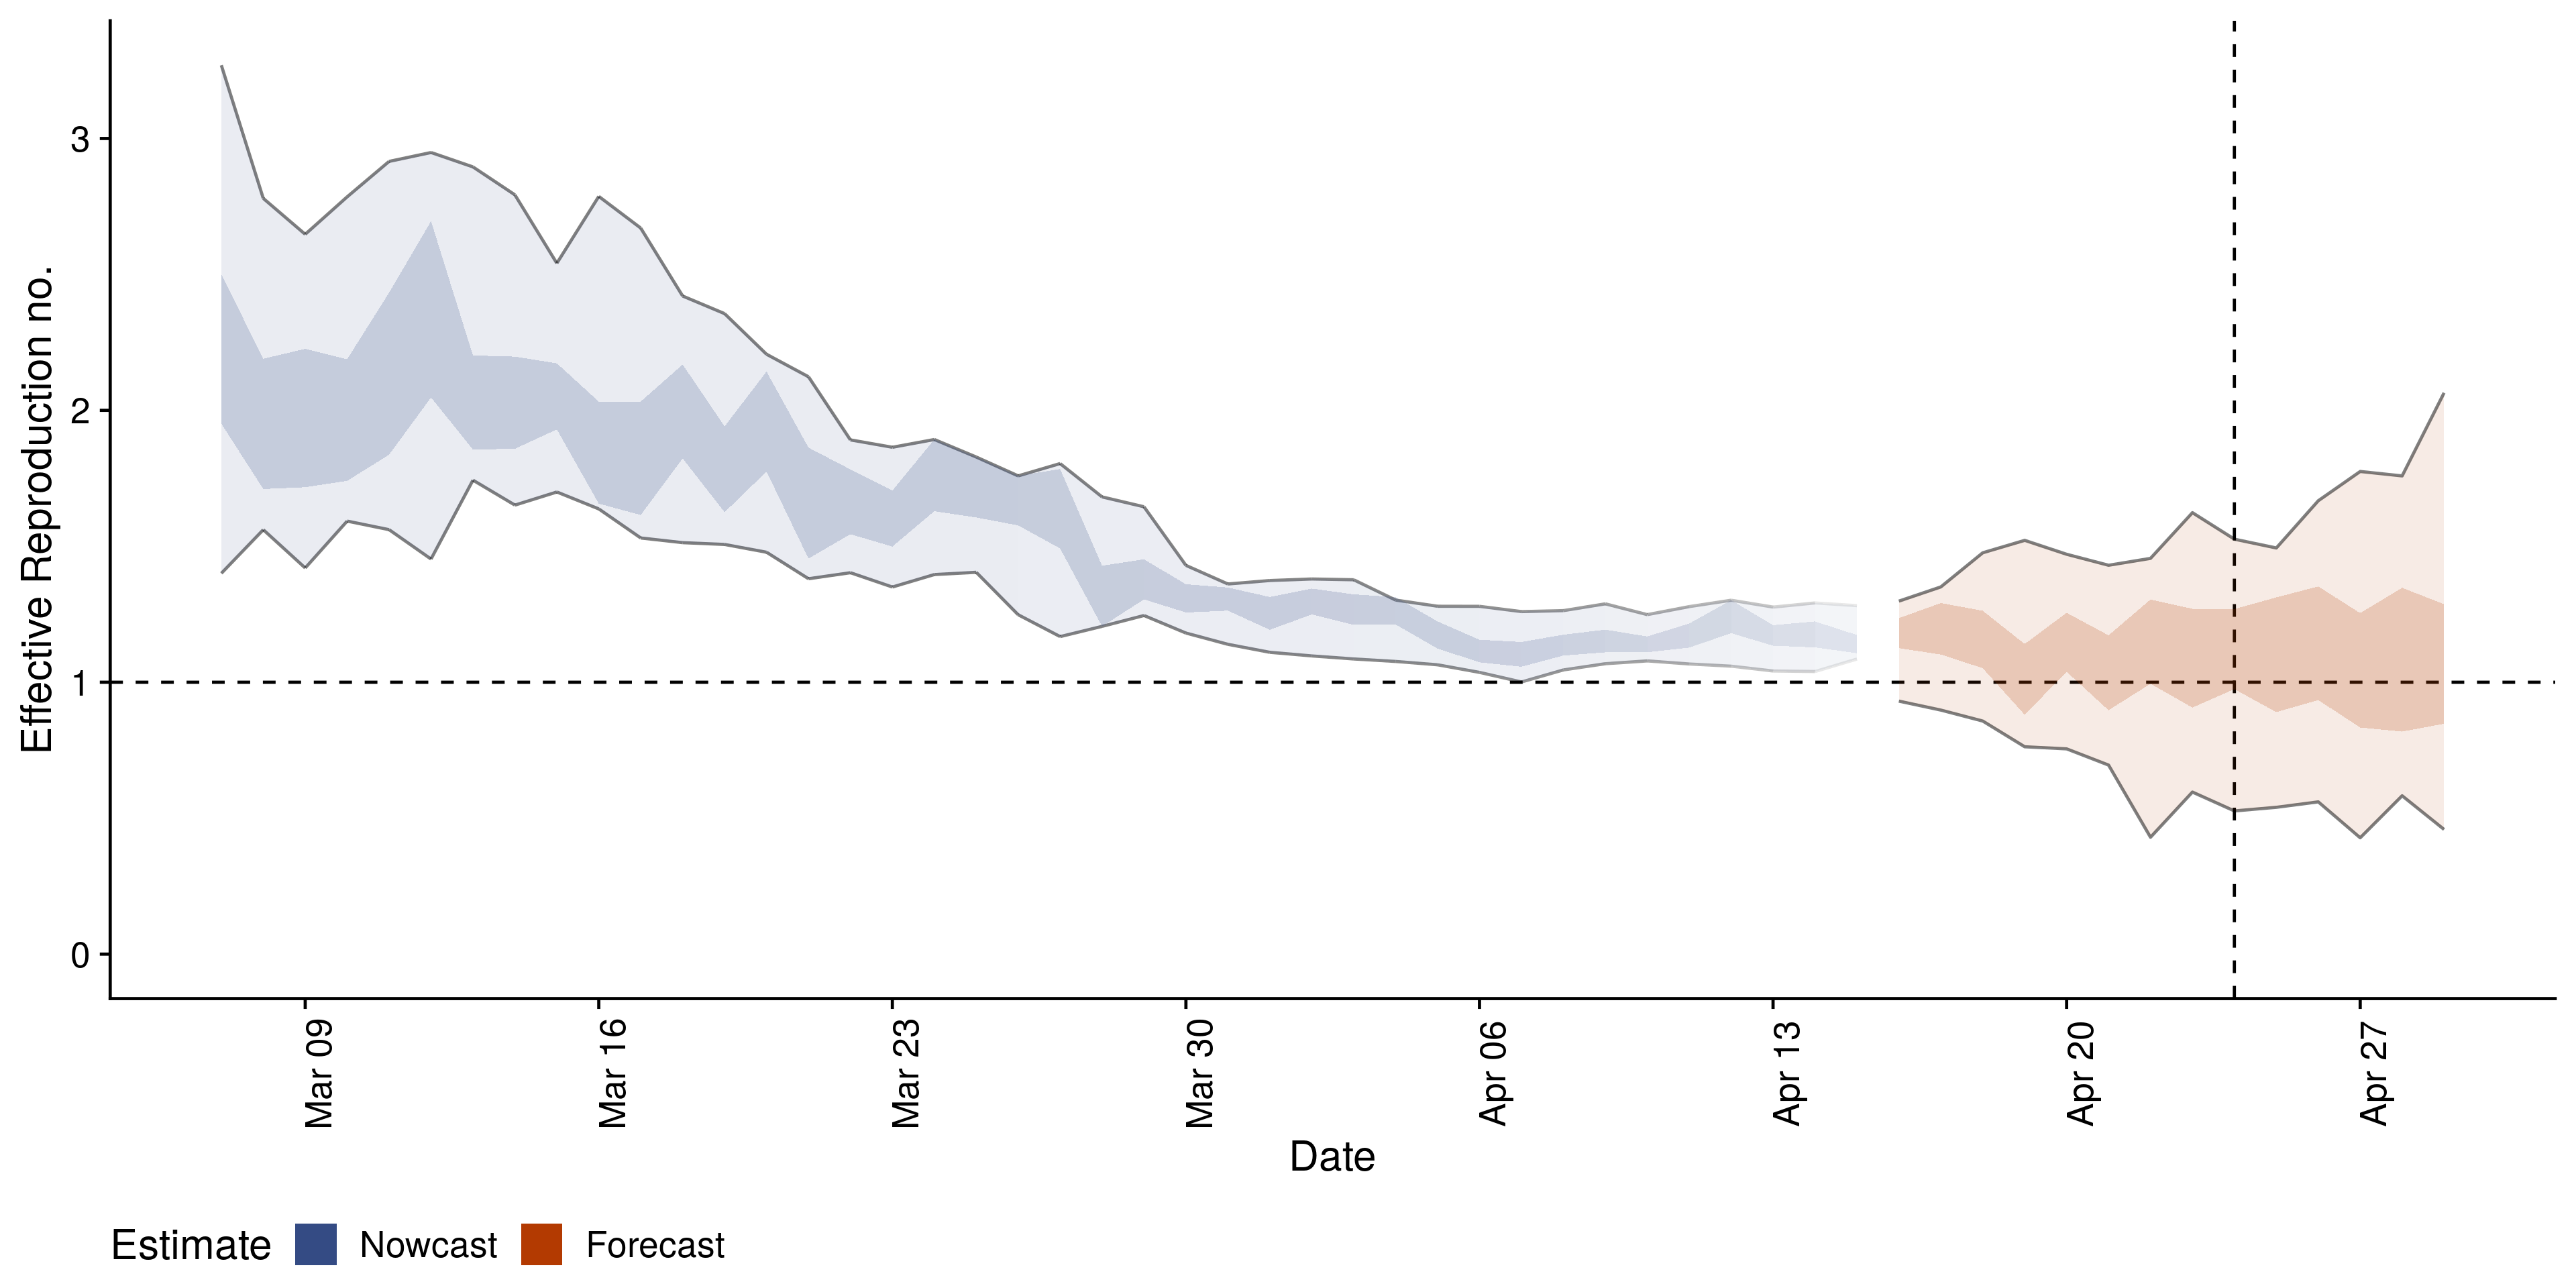 Effective Reproduction no.
3
2
1
0
Mar 09
Mar 16
Mar 23
Mar 30
Apr 06
Apr 13
Apr 20
Apr 27
Date
Estimate Nowcast Forecast